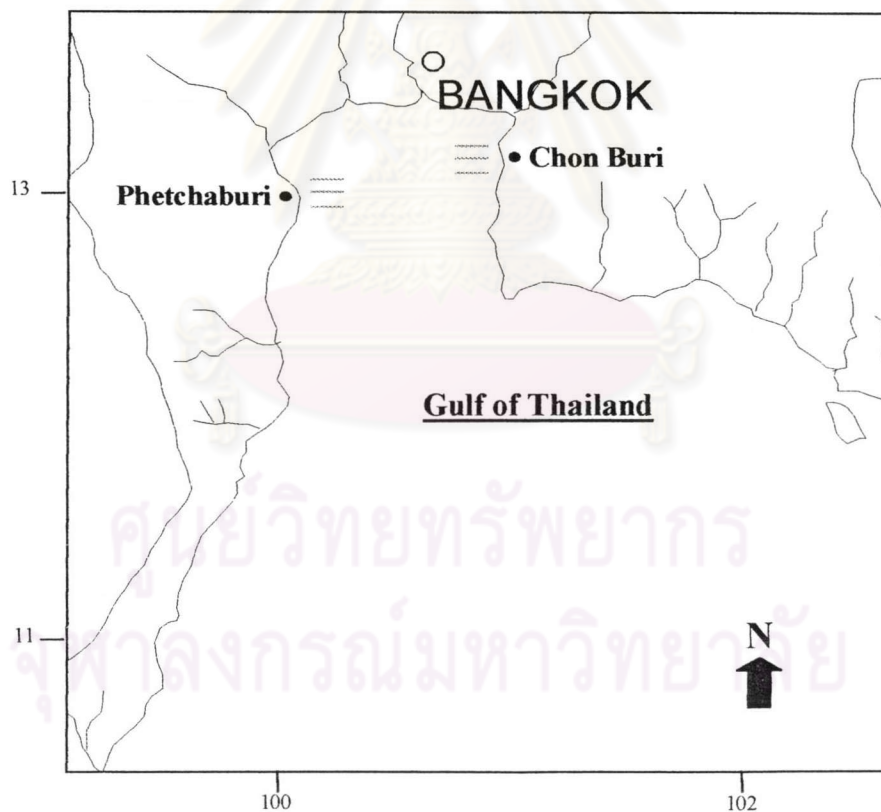 BANGKOK
Chon Buri
13
Phetchaburi
Gulf of Thailand
ศูนย์วิทยทรัพยากร
11
จุฬาลงกรณ์มหาวิทยาลัย
N
100
102